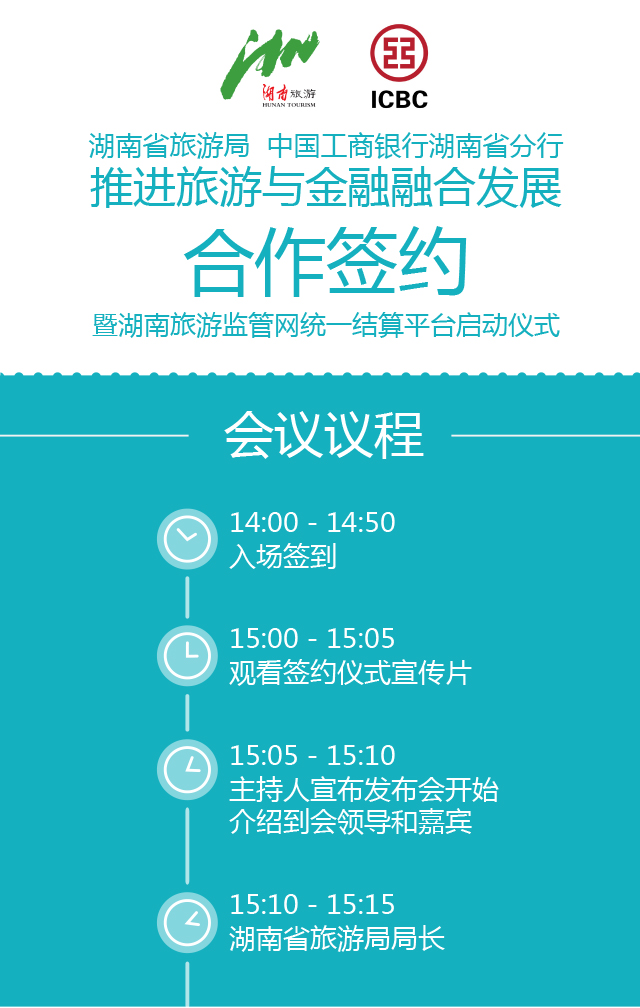 湖南旅游
HUNAN TOURISM
ICBC
湖南省旅游局 中国工商银行湖南省分行
推进旅游与金融融合发展
合作签约
暨湖南旅游监管网统一结算平台启动仪式
会议议程
14:00 - 14:50
入场签到
15:00 - 15:05
观看签约仪式宣传片
15:05 - 15:10
主持人宣布发布会开始
介绍到会领导和嘉宾
15:10 - 15:15
湖南省旅游局局长